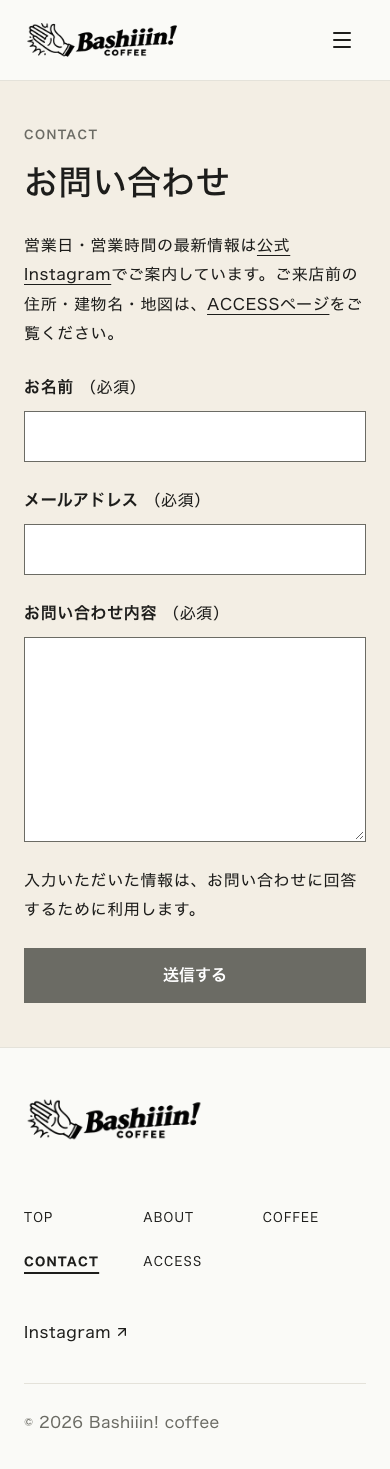 Bashiiin!
COFFEE
CONTACT
お問い合わせ
営業日・営業時間の最新情報は公式
Instagramでご案内しています。ご来店前の
住所・建物名・地図は、ACCESSページをご
覧ください。
お名前 （必須）
メールアドレス （必須）
お問い合わせ内容 （必須）
入力いただいた情報は、お問い合わせに回答
するために利用します。
送信する
Bashiiin!
COFFEE
TOP ABOUT COFFEE
CONTACT ACCESS
Instagram ↗
© 2026 Bashiiin! coffee